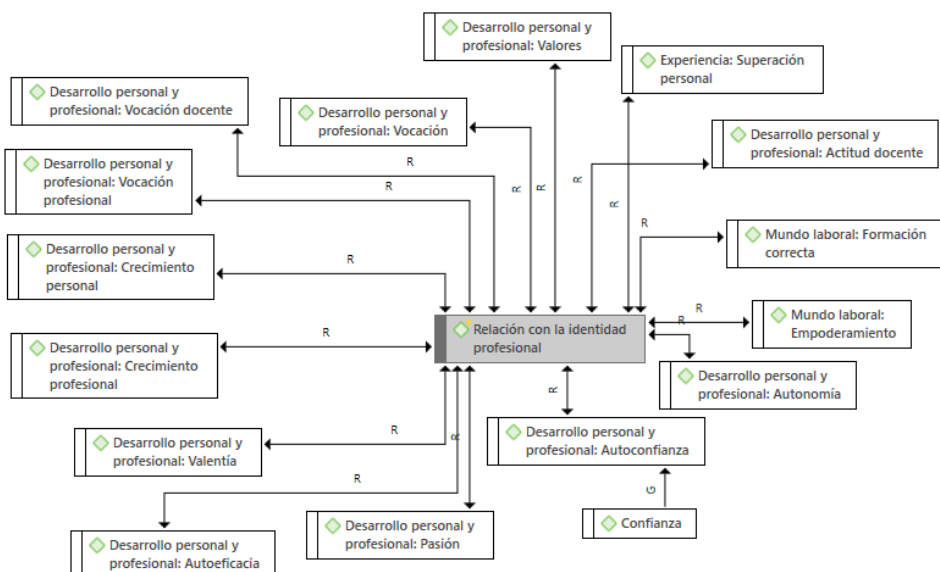 Desarrollo personal y
profesional: Valores
Experiencia: Superación
personal
Desarrollo personal y
profesional: Vocación docente
Desarrollo personal y
profesional: Vocación
Desarrollo personal y
profesional: Actitud docente
Desarrollo personal y
profesional: Vocación
profesional
R
R
R
R
R
R
Desarrollo personal y
profesional: Crecimiento
personal
R
R
Mundo laboral: Formación
correcta
Relación con la identidad
profesional
R
R
Mundo laboral:
Empoderamiento
Desarrollo personal y
profesional: Crecimiento
profesional
R
Desarrollo personal y
profesional: Autonomía
R
Desarrollo personal y
profesional: Autoconfianza
Desarrollo personal y
profesional: Valentía
R
R
R
G
Confianza
Desarrollo personal y
profesional: Pasión
Desarrollo personal y
profesional: Autoeficacia